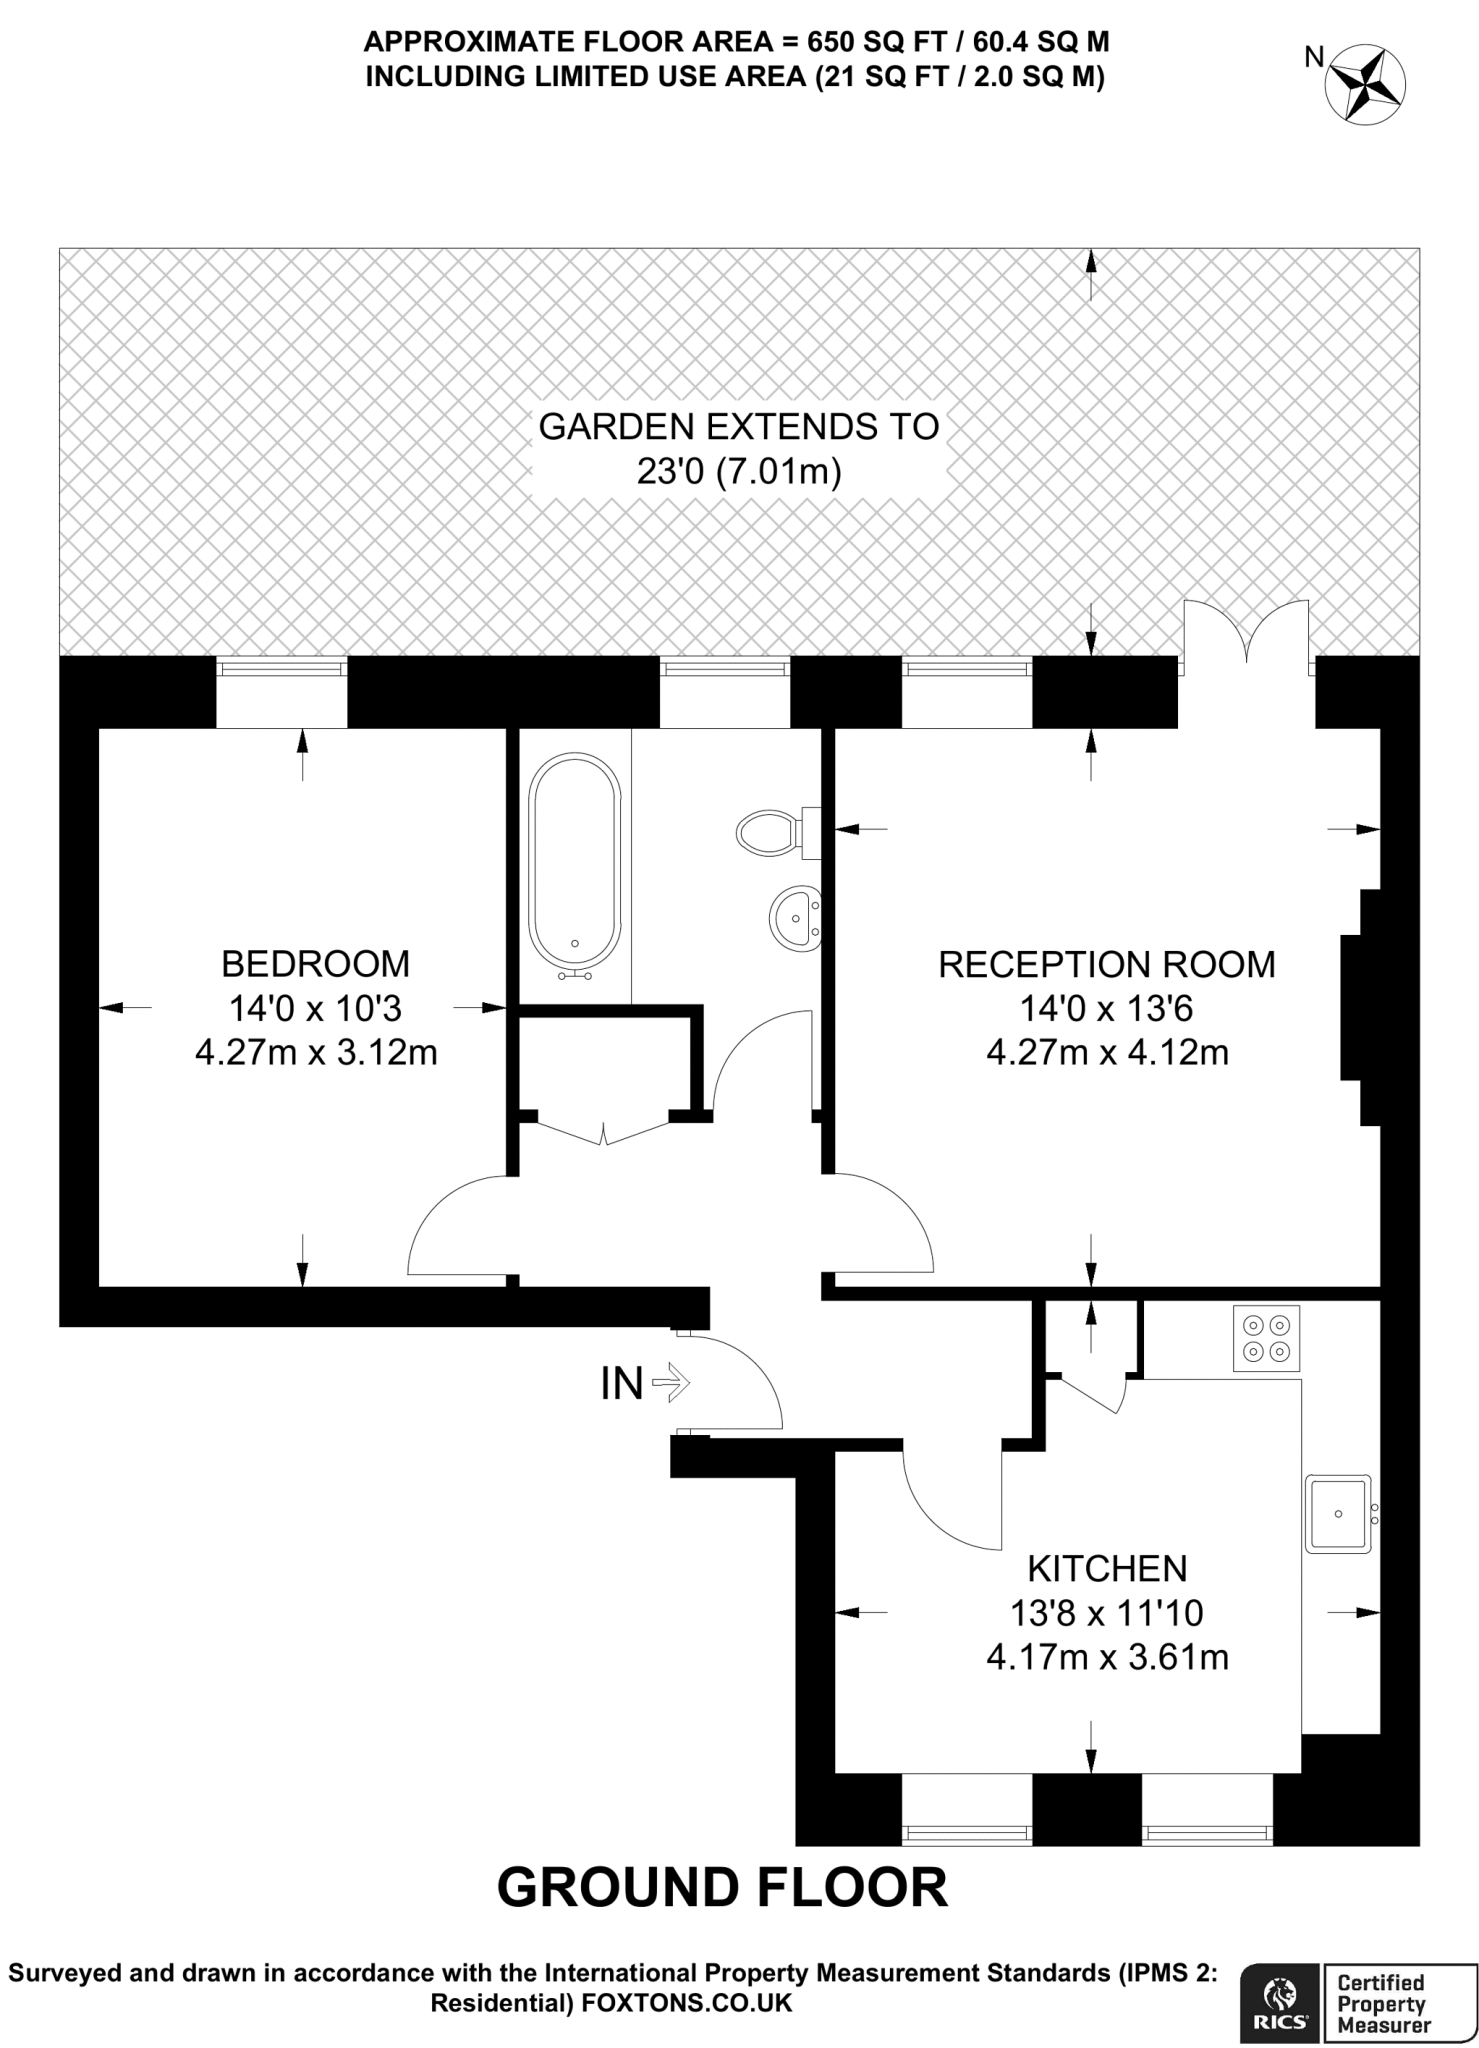 APPROXIMATE FLOOR AREA = 650 SQ FT / 60.4 SQ M
INCLUDING LIMITED USE AREA (21 SQ FT / 2.0 SQ M)
N
GARDEN EXTENDS TO
23'0 (7.01m)
BEDROOM
14'0 x 10'3
4.27m x 3.12m
RECEPTION ROOM
14'0 x 13'6
4.27m x 4.12m
IN
KITCHEN
13'8 x 11'10
4.17m x 3.61m
GROUND FLOOR
Surveyed and drawn in accordance with the International Property Measurement Standards (IPMS 2:
Residential) FOXTONS.CO.UK
RICS
Certified
Property
Measurer